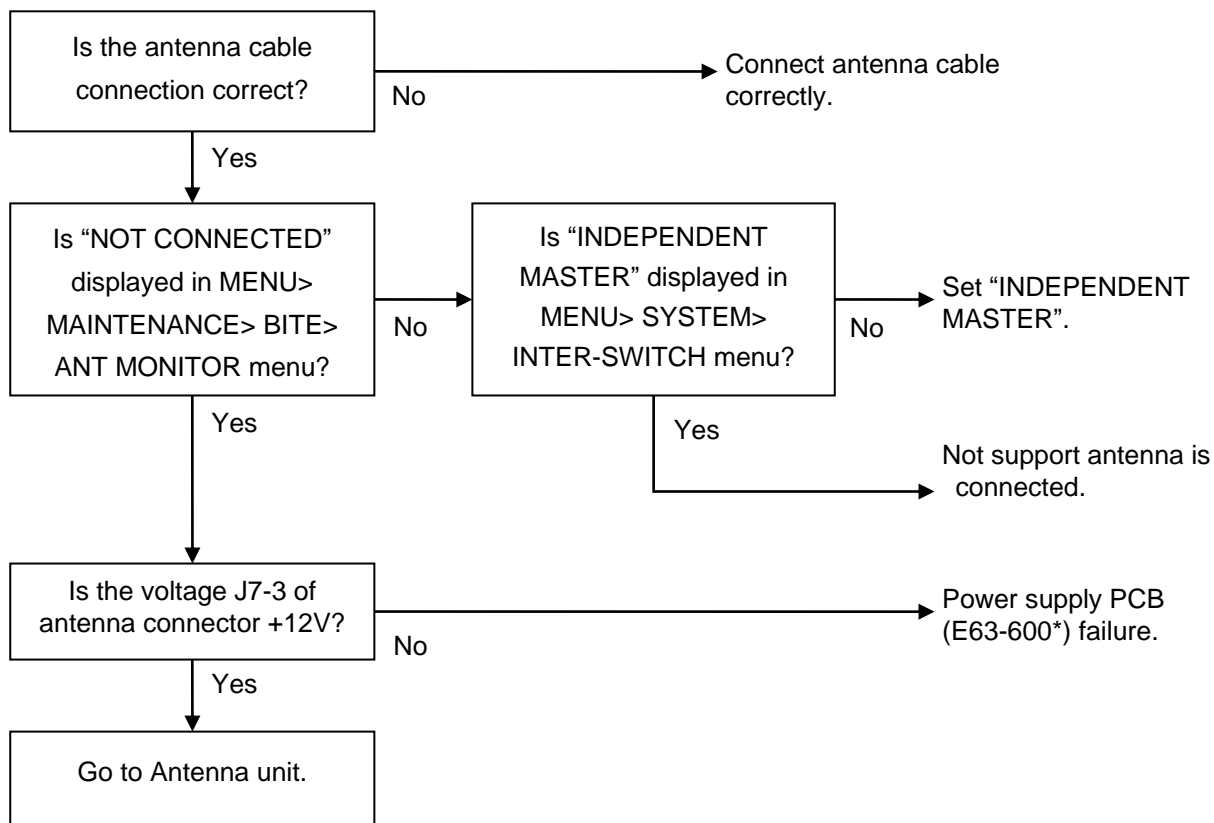 Is the antenna cable
connection correct?
No
Connect antenna cable
correctly.
Yes
Is “NOT CONNECTED”
displayed in MENU>
MAINTENANCE> BITE>
ANT MONITOR menu?
No
Is “INDEPENDENT
MASTER” displayed in
MENU> SYSTEM>
INTER-SWITCH menu?
No
Set “INDEPENDENT
MASTER”.
Yes
Yes
Not support antenna is
connected.
Is the voltage J7-3 of
antenna connector +12V?
No
Power supply PCB
(E63-600*) failure.
Yes
Go to Antenna unit.